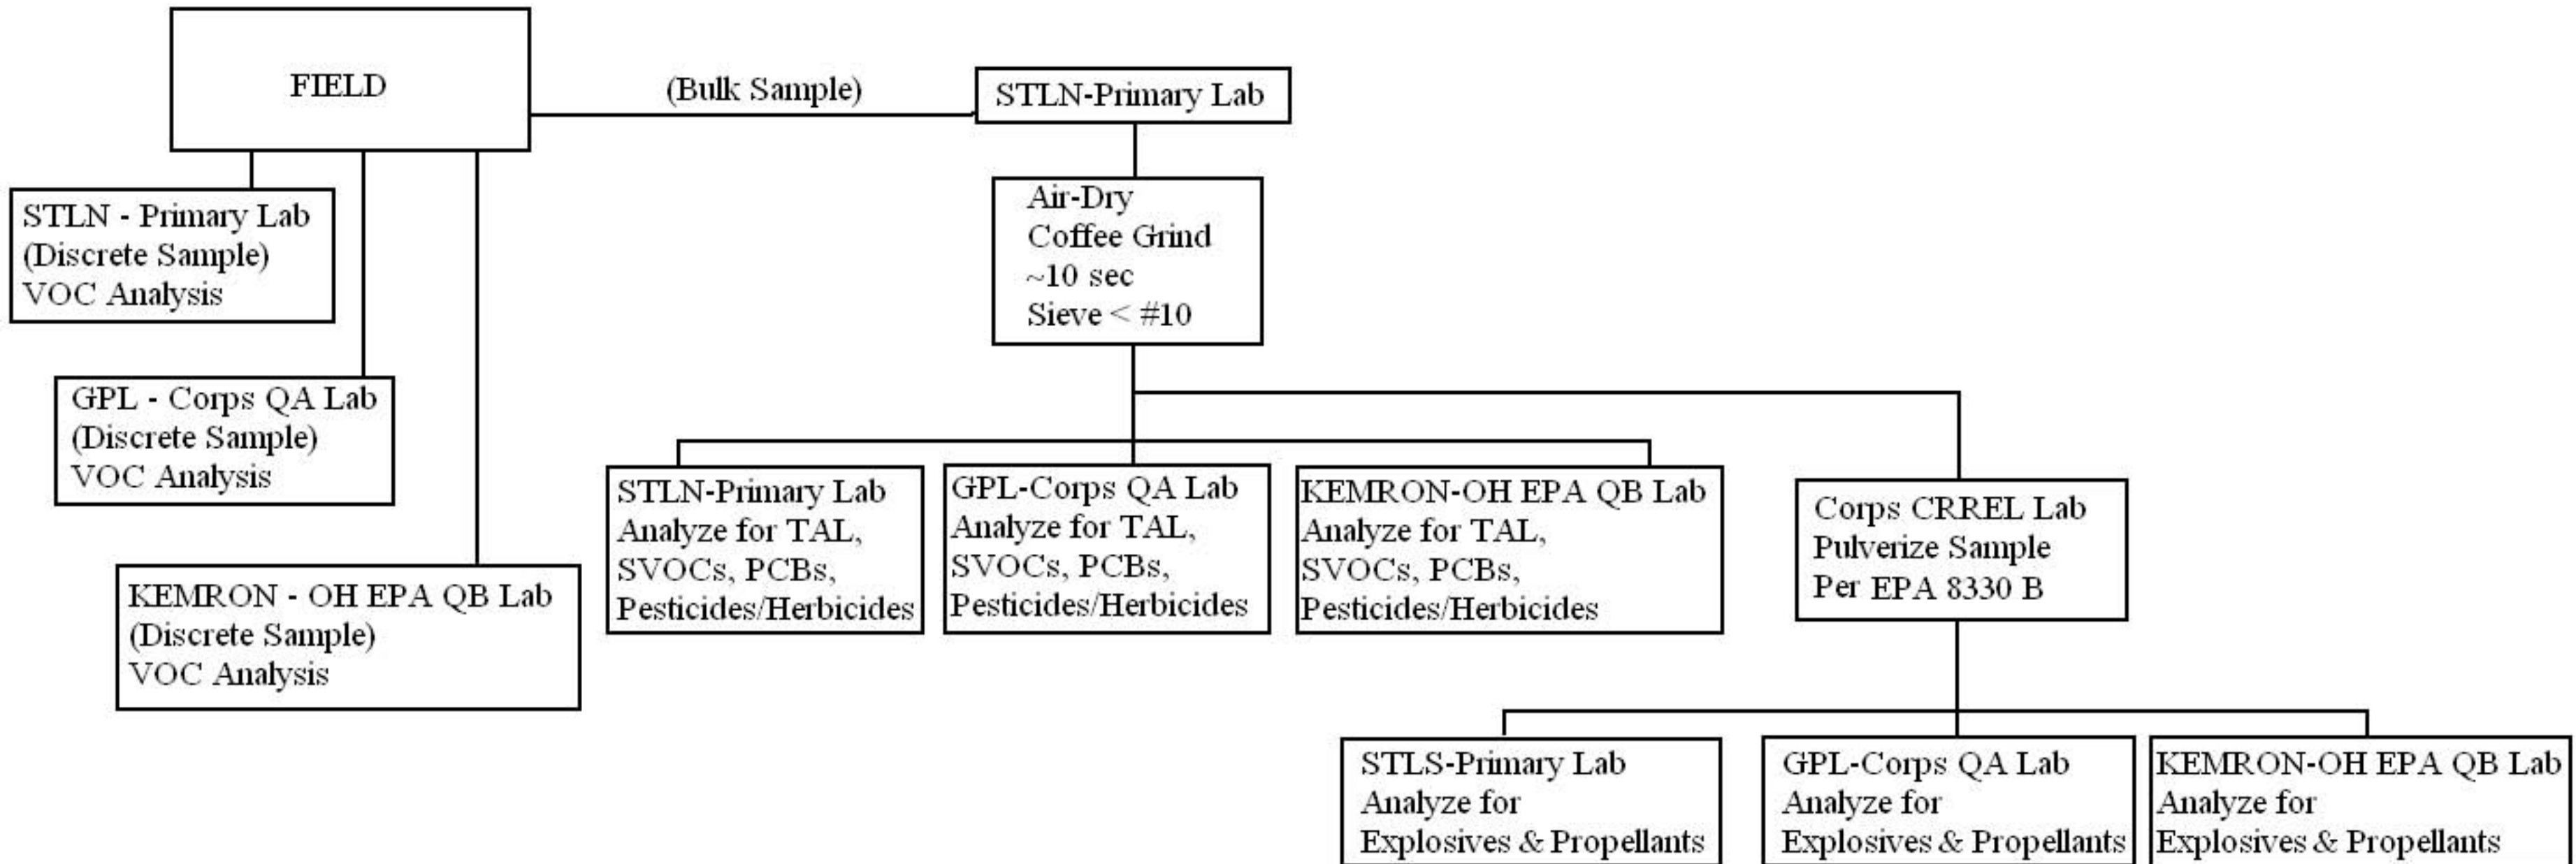 FIELD
(Bulk Sample)
STLN-Primary Lab
Air-Dry
Coffee Grind
~10 sec
Sieve < #10
STLN - Primary Lab
(Discrete Sample)
VOC Analysis
GPL - Corps QA Lab
(Discrete Sample)
VOC Analysis
KEMRON - OH EPA QB Lab
(Discrete Sample)
VOC Analysis
STLN-Primary Lab
Analyze for TAL,
SVOCs, PCBs,
Pesticides/Herbicides
GPL-Corps QA Lab
Analyze for TAL,
SVOCs, PCBs,
Pesticides/Herbicides
KEMRON-OH EPA QB Lab
Analyze for TAL,
SVOCs, PCBs,
Pesticides/Herbicides
Corps CRREL Lab
Pulverize Sample
Per EPA 8330 B
STLS-Primary Lab
Analyze for
Explosives & Propellants
GPL-Corps QA Lab
Analyze for
Explosives & Propellants
KEMRON-OH EPA QB Lab
Analyze for
Explosives & Propellants